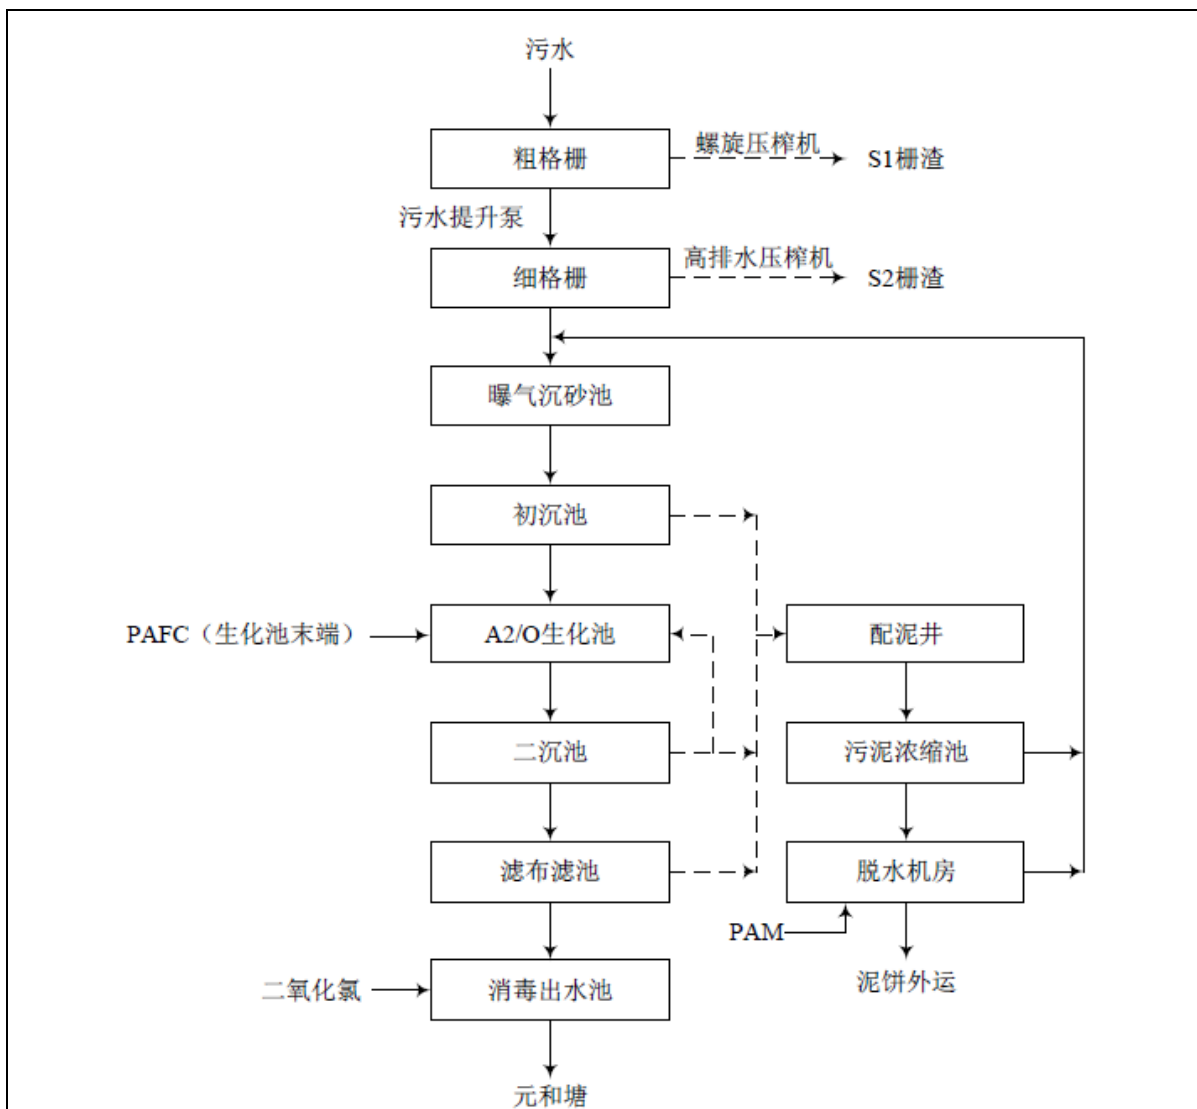 污水
粗格栅
螺旋压榨机
S1栅渣
污水提升泵
细格栅
高排水压榨机
S2栅渣
曝气沉砂池
初沉池
PAFC（生化池末端）
A2/O生化池
配泥井
二沉池
污泥浓缩池
滤布滤池
脱水机房
PAM
二氧化氯
消毒出水池
泥饼外运
元和塘